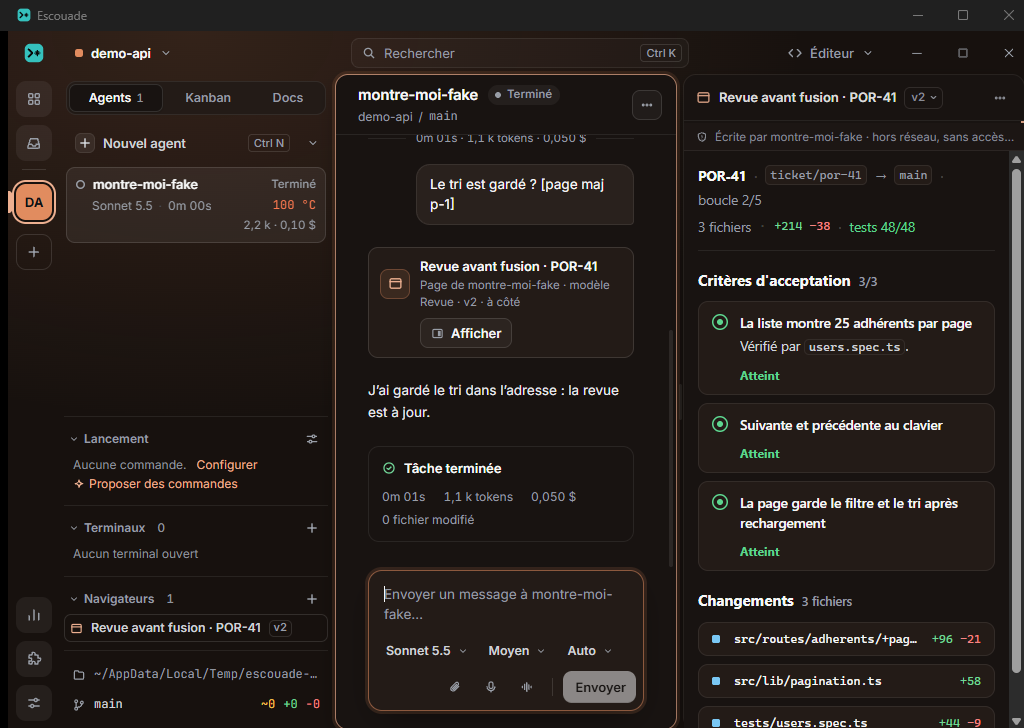 Escouade
demo-api
Rechercher
Ctrl K
Éditeur
Agents 1
Kanban
Docs
Nouvel agent
Ctrl N
montre-moi-fake
Terminé
Sonnet 5.5 · 0m 00s
100 °C
2,2 k · 0,10 $
DA
Lancement
Aucune commande. Configurer
Proposer des commandes
Terminaux 0
Aucun terminal ouvert
Navigateurs 1
Revue avant fusion · POR-41 v2
~/AppData/Local/Temp/escouade-…
main
~0 +0 -0
montre-moi-fake
Terminé
demo-api / main
0m 01s · 1,1 k tokens · 0,050 $
Le tri est gardé ? [page maj
p-1]
Revue avant fusion · POR-41
Page de montre-moi-fake · modèle
Revue · v2 · à côté
Afficher
J’ai gardé le tri dans l’adresse : la revue
est à jour.
Tâche terminée
0m 01s 1,1 k tokens 0,050 $
0 fichier modifié
Envoyer un message à montre-moi-
fake...
Sonnet 5.5
Moyen
Auto
Envoyer
Revue avant fusion · POR-41
v2
Écrite par montre-moi-fake · hors réseau, sans accès…
POR-41 · ticket/por-41 → main ·
boucle 2/5
3 fichiers · +214 −38 · tests 48/48
Critères d'acceptation 3/3
La liste montre 25 adhérents par page
Vérifié par users.spec.ts.
Atteint
Suivante et précédente au clavier
Atteint
La page garde le filtre et le tri après
rechargement
Atteint
Changements 3 fichiers
src/routes/adherents/+pag… +96 −21
src/lib/pagination.ts +58
tests/users.spec.ts +44 −9